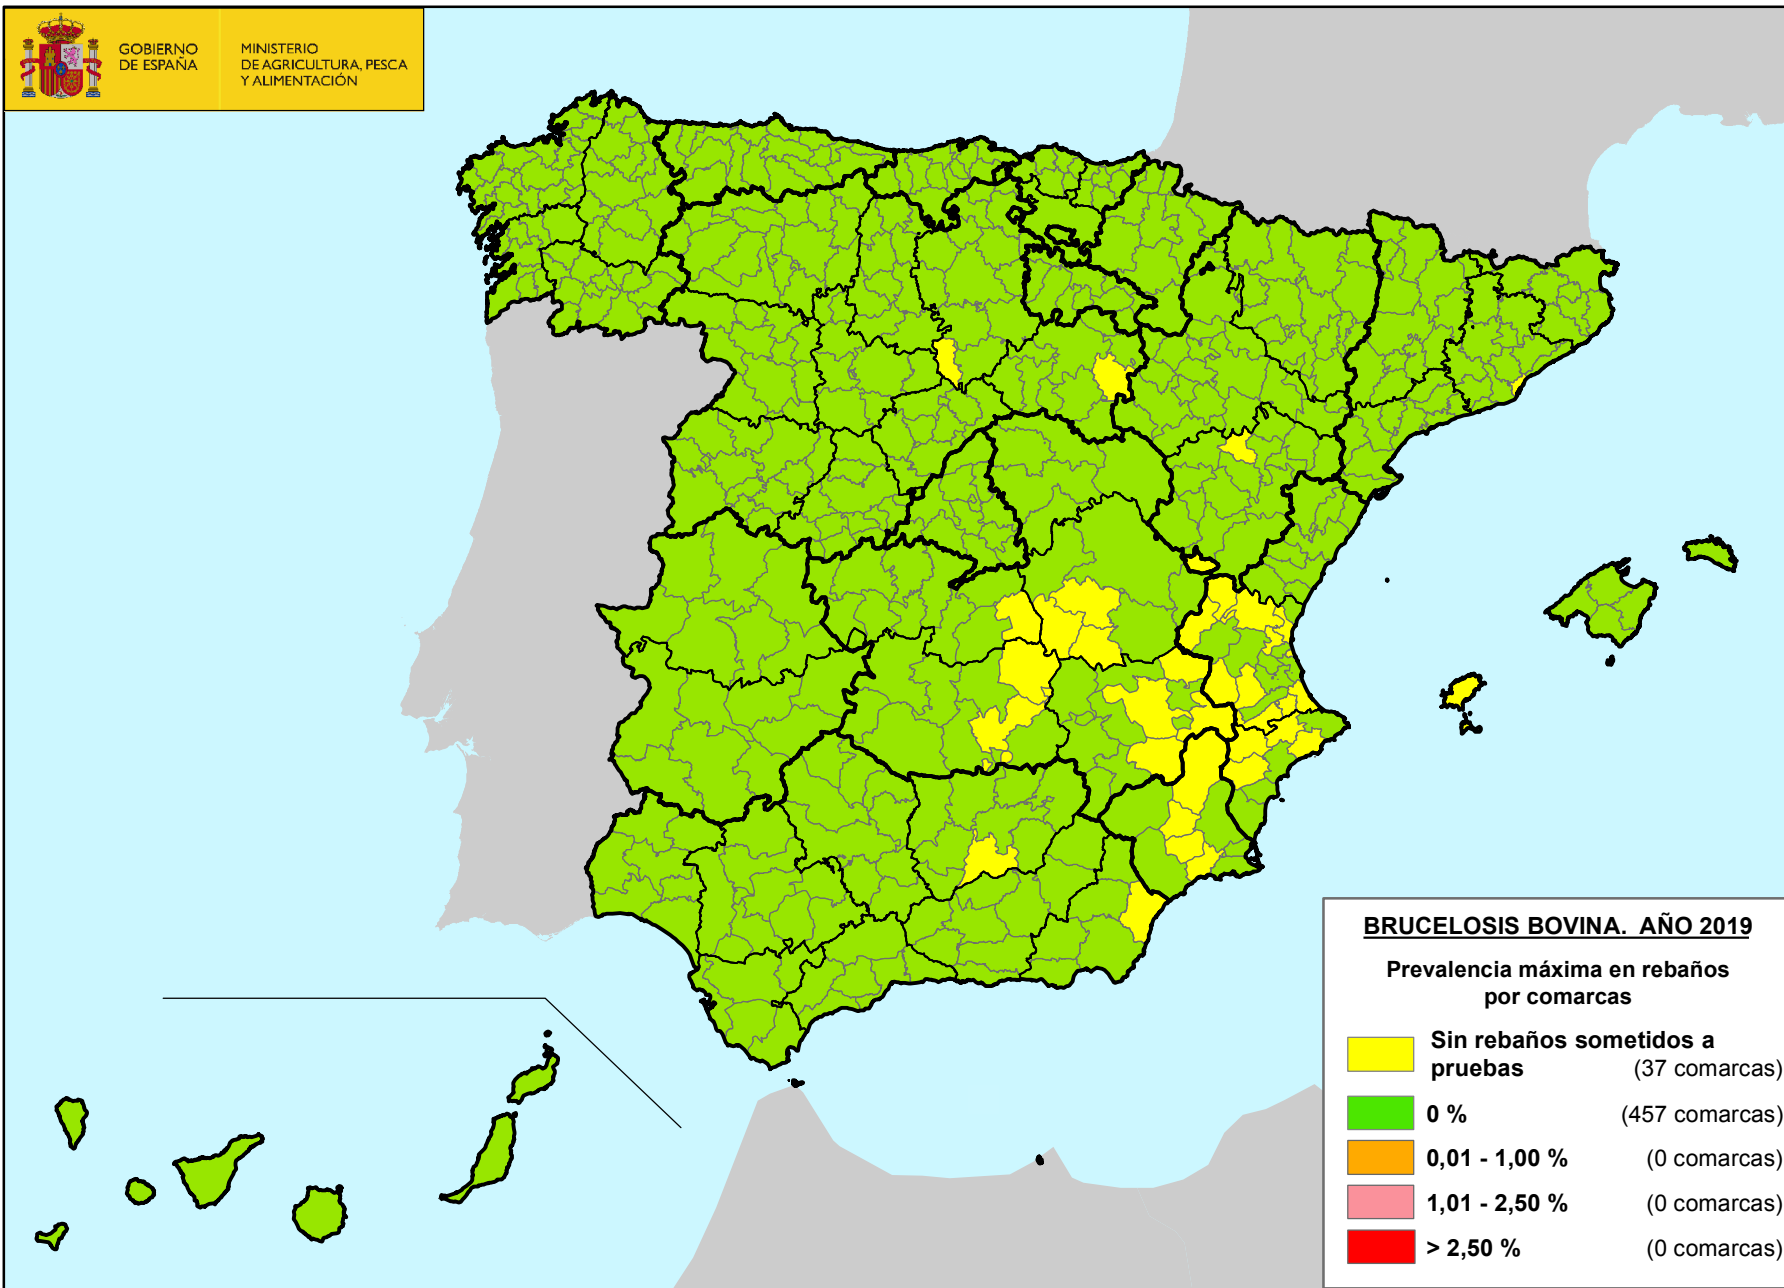 GOBIERNO
DE ESPAÑA
MINISTERIO
DE AGRICULTURA, PESCA
Y ALIMENTACIÓN
BRUCELOSIS BOVINA. AÑO 2019
Prevalencia máxima en rebaños
por comarcas
Sin rebaños sometidos a
pruebas (37 comarcas)
0 % (457 comarcas)
0,01 - 1,00 % (0 comarcas)
1,01 - 2,50 % (0 comarcas)
> 2,50 % (0 comarcas)